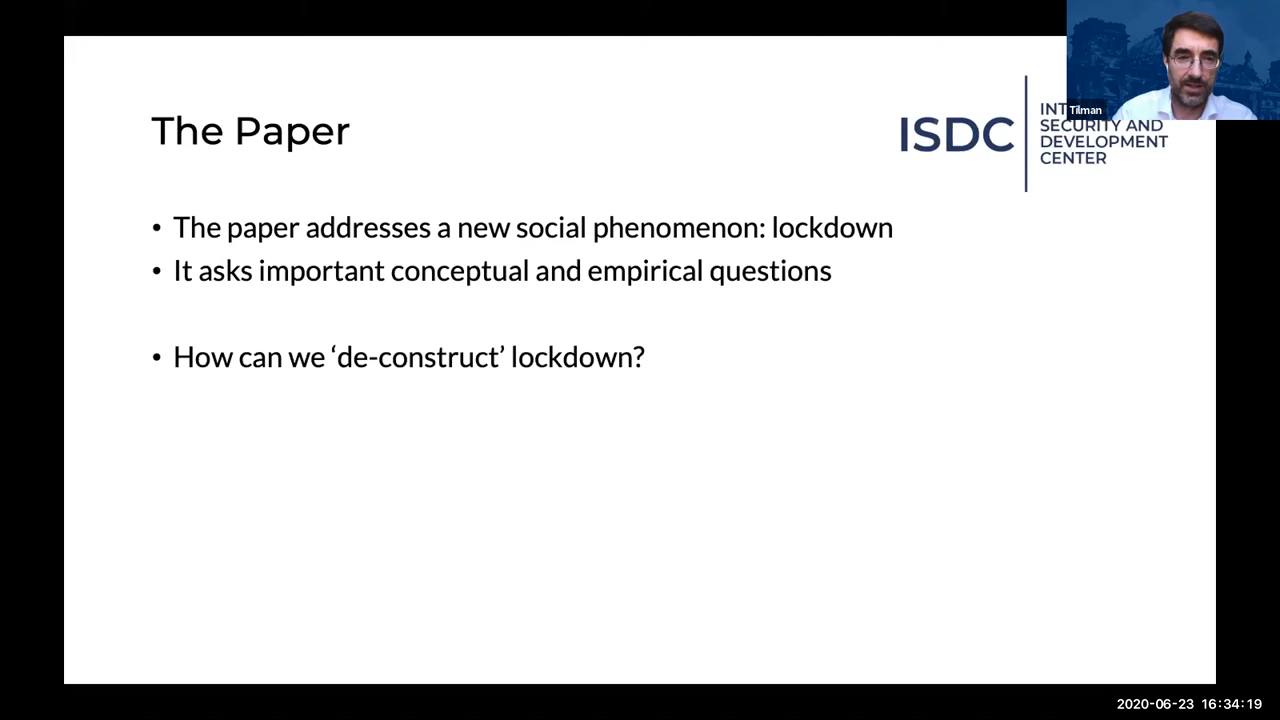 The Paper
ISDC
INT
SECURITY AND
DEVELOPMENT
CENTER
Tilman
• The paper addresses a new social phenomenon: lockdown
• It asks important conceptual and empirical questions
• How can we ‘de-construct’ lockdown?
2020-06-23 16:34:19